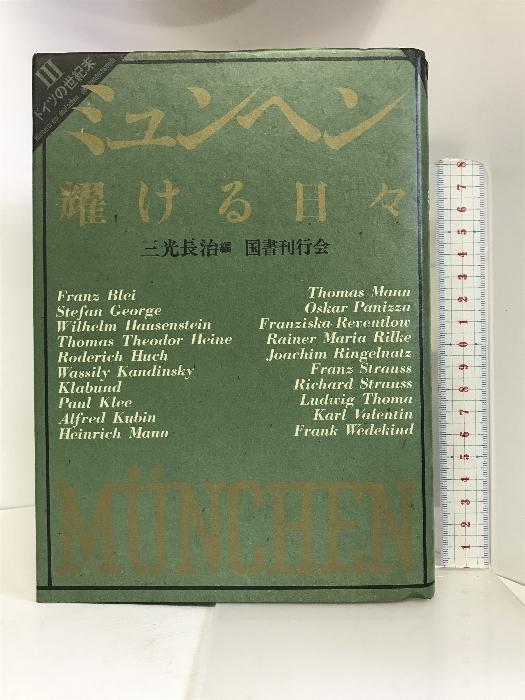 III
ドイツの世紀末
ミュンヘン
耀ける日々
三光長治編 国書刊行会
Franz Blei
Stefan George
Wilhelm Hausenstein
Thomas Theodor Heine
Roderich Huch
Wassily Kandinsky
Klabund
Paul Klee
Alfred Kubin
Heinrich Mann
Thomas Mann
Oskar Panizza
Franziska Reventlow
Rainer Maria Rilke
Joachim Ringelnatz
Franz Strauss
Richard Strauss
Ludwig Thoma
Karl Valentin
Frank Wedekind
MÜNCHEN